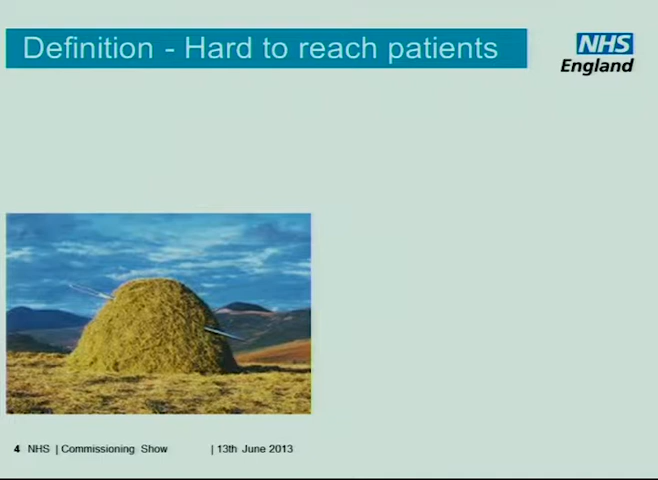 Definition - Hard to reach patients
NHS
England
4 NHS | Commissioning Show | 13th June 2013